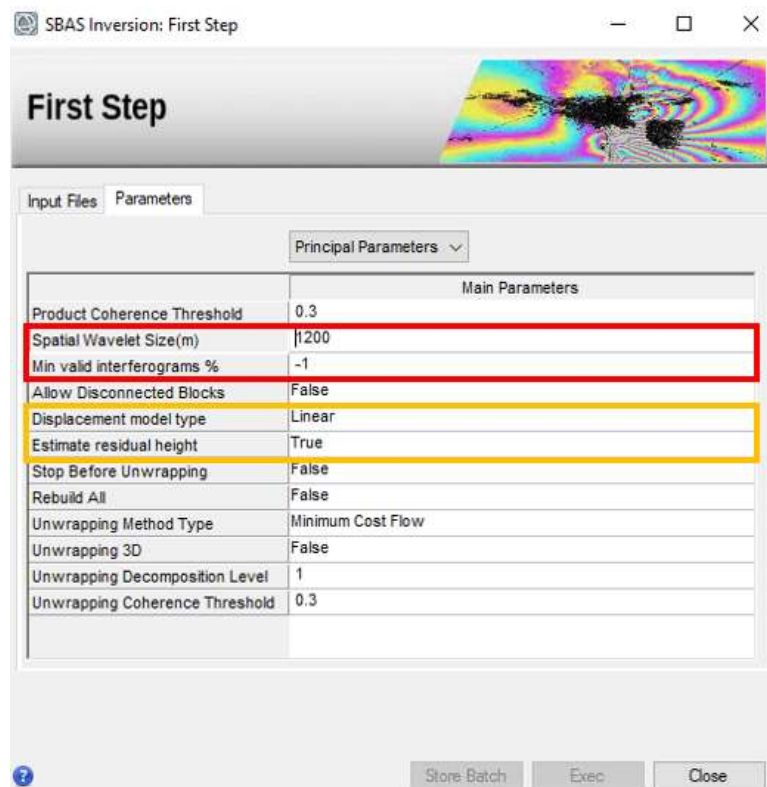 SBAS Inversion: First Step
First Step
Input Files Parameters
Principal Parameters
Main Parameters
Product Coherence Threshold 0.3
Spatial Wavelet Size(m) 1200
Min valid interferograms % -1
Allow Disconnected Blocks False
Displacement model type Linear
Estimate residual height True
Stop Before Unwrapping False
Rebuild All False
Unwrapping Method Type Minimum Cost Flow
Unwrapping 3D False
Unwrapping Decomposition Level 1
Unwrapping Coherence Threshold 0.3
? Store Batch Exec Close